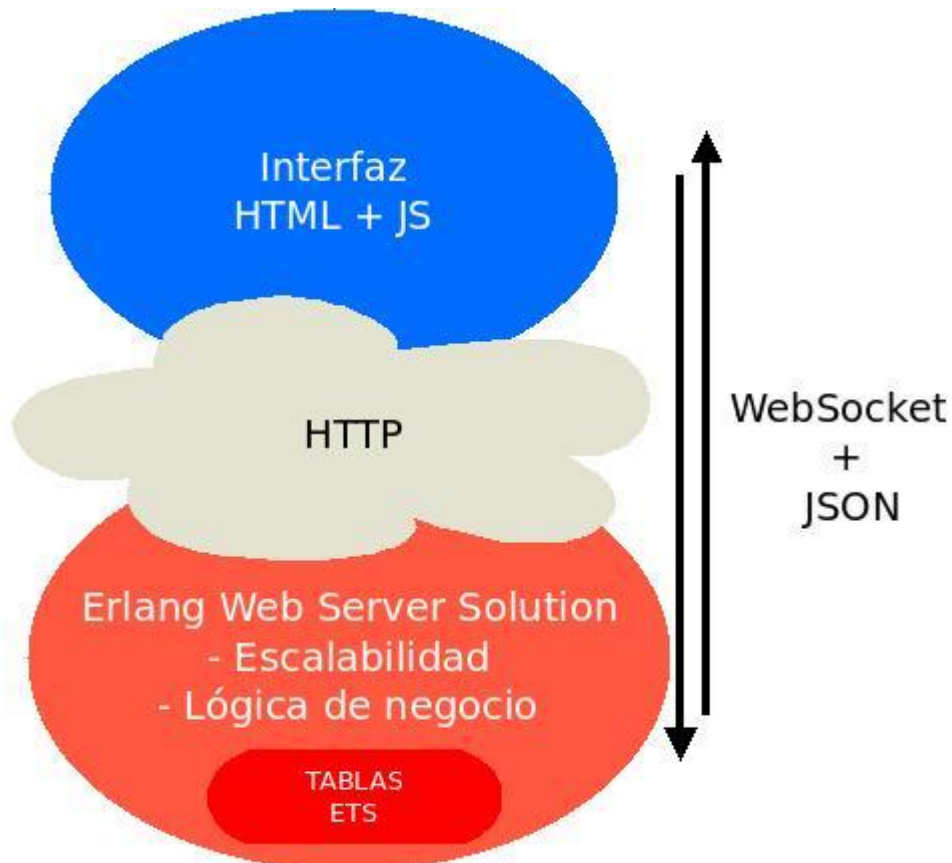 Interfaz
HTML + JS
HTTP
WebSocket
+
JSON
Erlang Web Server Solution
- Escalabilidad
- Lógica de negocio
TABLAS
ETS